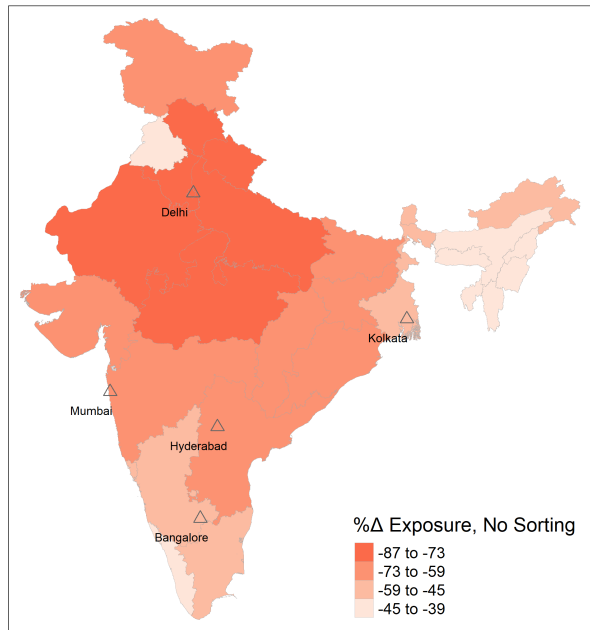 Delhi
Kolkata
Mumbai
Hyderabad
Bangalore
%Δ Exposure, No Sorting
-87 to -73
-73 to -59
-59 to -45
-45 to -39